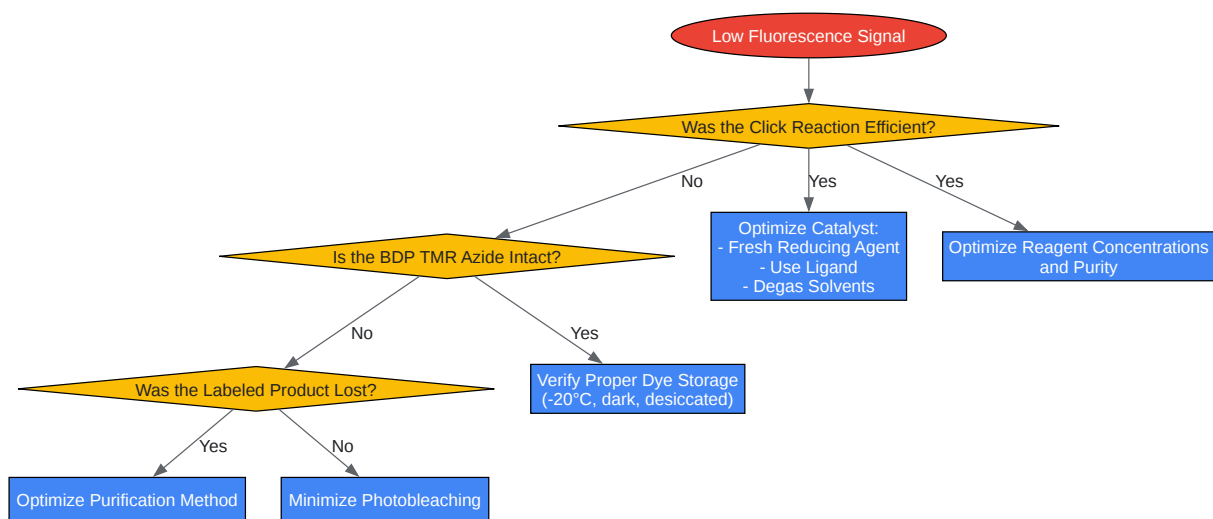 Low Fluorescence Signal
Was the Click Reaction Efficient?
No
Yes
Yes
Optimize Catalyst:
- Fresh Reducing Agent
- Use Ligand
- Degas Solvents
Optimize Reagent Concentrations
and Purity
Is the BDP TMR Azide Intact?
No
Yes
Verify Proper Dye Storage
(-20°C, dark, desiccated)
Was the Labeled Product Lost?
Yes
No
Optimize Purification Method
Minimize Photobleaching